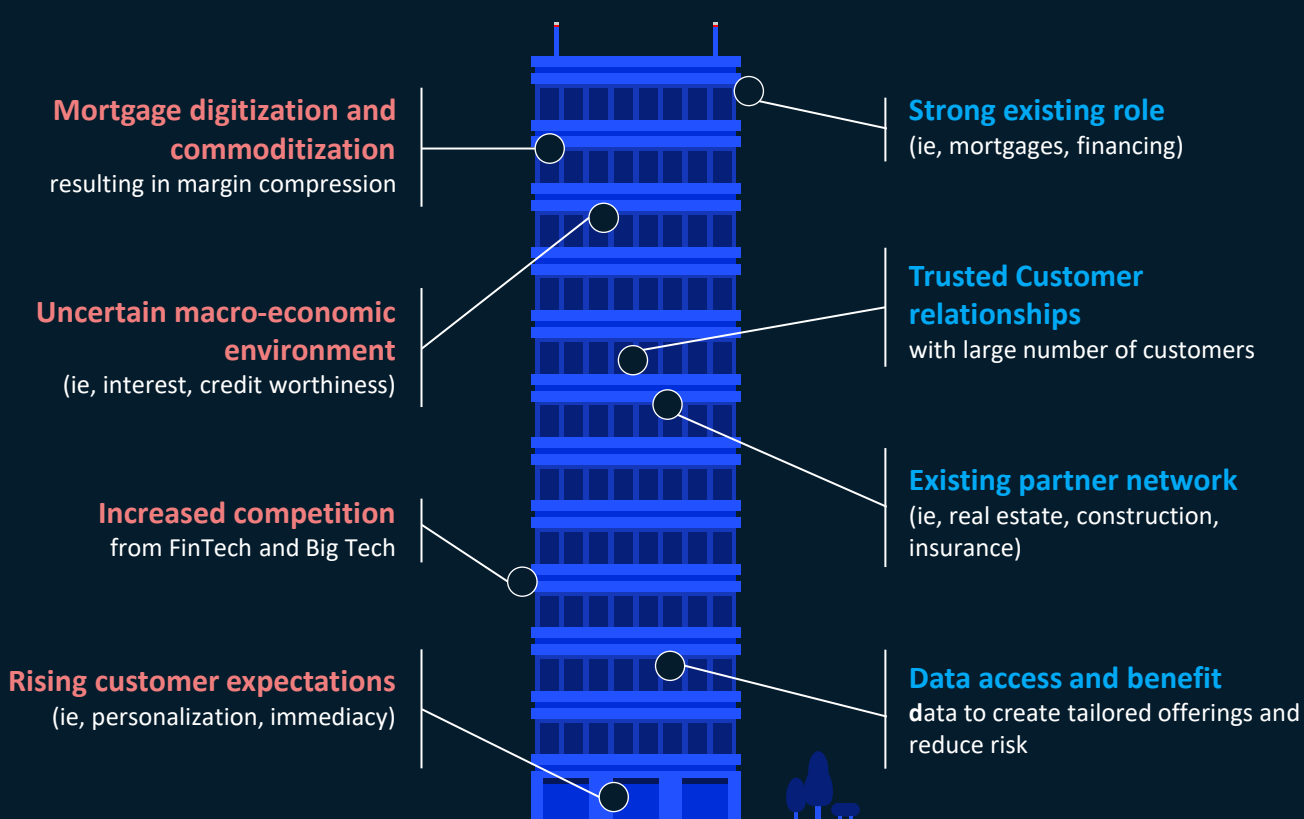 Mortgage digitization and
commoditization
resulting in margin compression
Uncertain macro-economic
environment
(ie, interest, credit worthiness)
Increased competition
from FinTech and Big Tech
Rising customer expectations
(ie, personalization, immediacy)
Strong existing role
(ie, mortgages, financing)
Trusted Customer
relationships
with large number of customers
Existing partner network
(ie, real estate, construction,
insurance)
Data access and benefit
data to create tailored offerings and
reduce risk